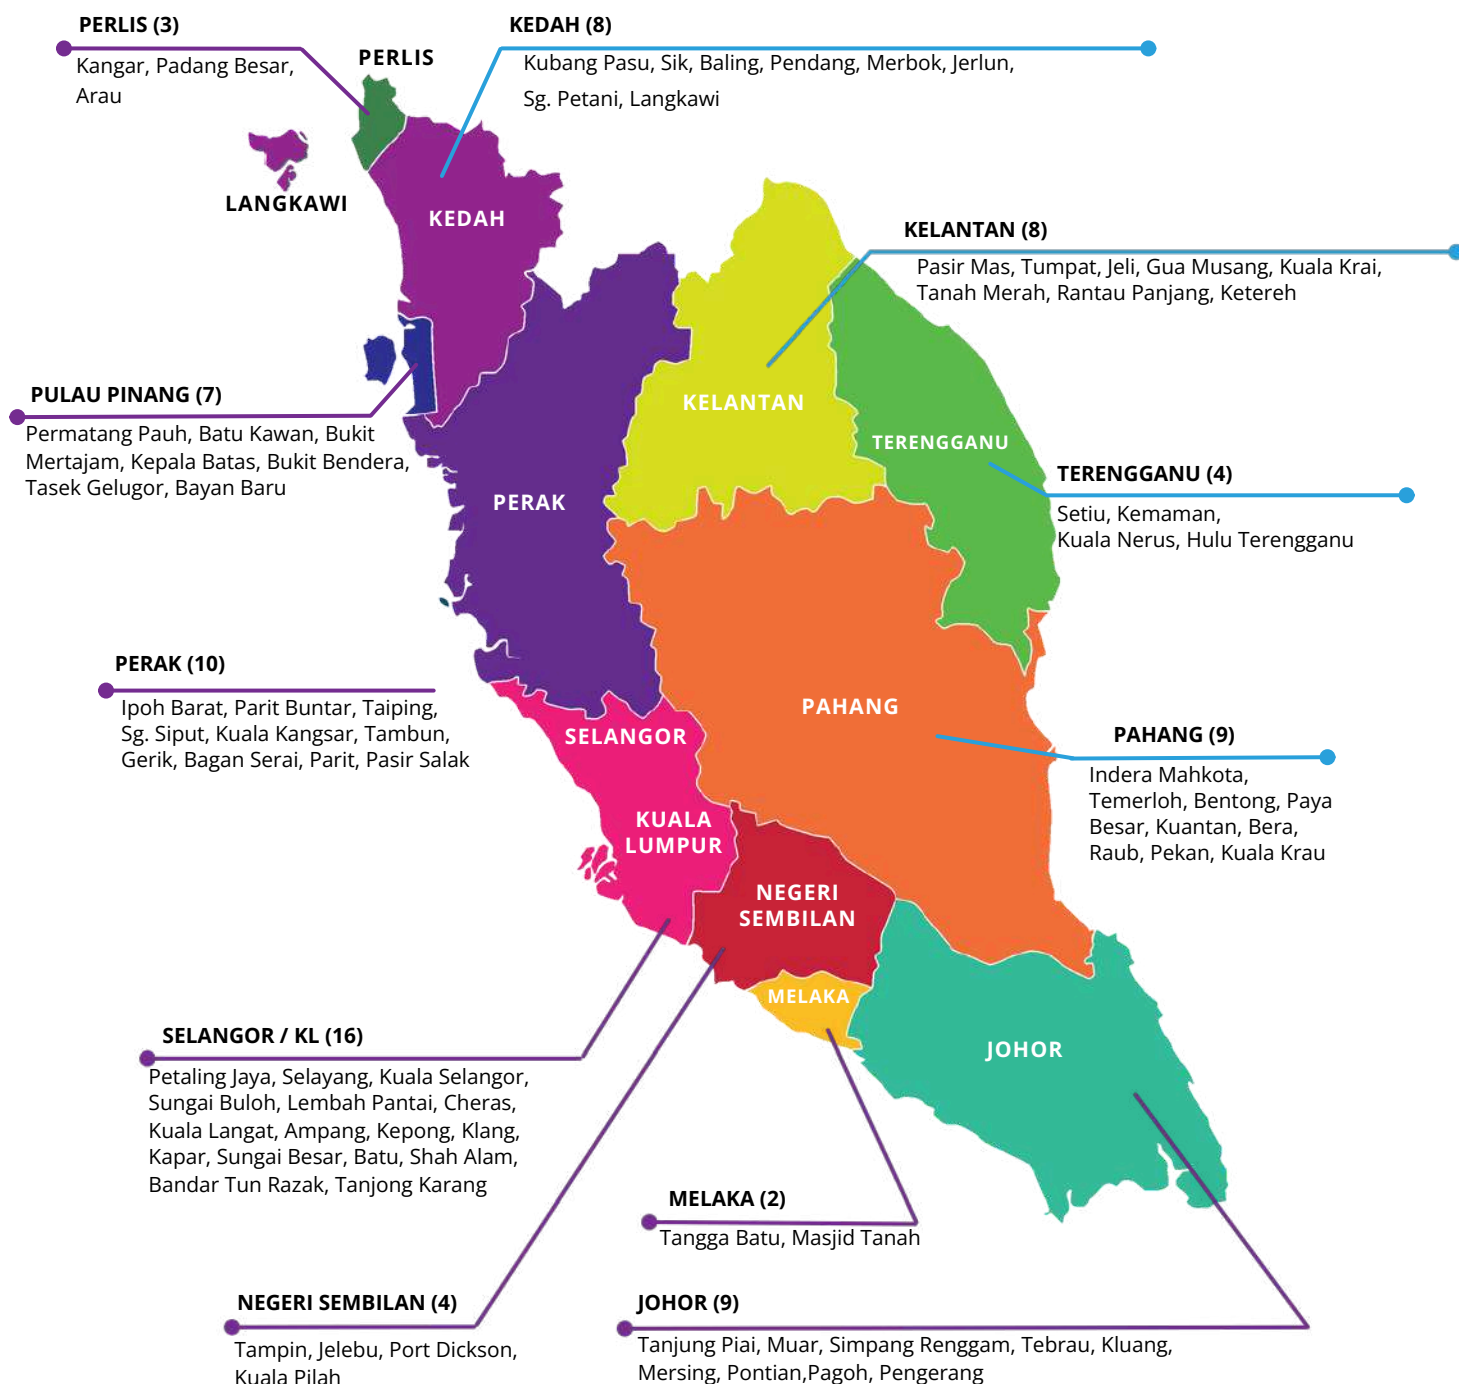 PERLIS (3)
Kangar, Padang Besar,
Arau
KEDAH (8)
Kubang Pasu, Sik, Baling, Pendang, Merbok, Jerlun,
Sg. Petani, Langkawi
PERLIS
LANGKAWI
KEDAH
KELANTAN (8)
Pasir Mas, Tumpat, Jeli, Gua Musang, Kuala Krai,
Tanah Merah, Rantau Panjang, Ketereh
PULAU PINANG (7)
Permatang Pauh, Batu Kawan, Bukit
Mertajam, Kepala Batas, Bukit Bendera,
Tasek Gelugor, Bayan Baru
KELANTAN
TERENGGANU
PERAK
TERENGGANU (4)
Setiu, Kemaman,
Kuala Nerus, Hulu Terengganu
PERAK (10)
Ipoh Barat, Parit Buntar, Taiping,
Sg. Siput, Kuala Kangsar, Tambun,
Gerik, Bagan Serai, Parit, Pasir Salak
SELANGOR
PAHANG
PAHANG (9)
Indera Mahkota,
Temerloh, Bentong, Paya
Besar, Kuantan, Bera,
Raub, Pekan, Kuala Krau
KUALA
LUMPUR
NEGERI
SEMBILAN
MELAKA
JOHOR
SELANGOR / KL (16)
Petaling Jaya, Selayang, Kuala Selangor,
Sungai Buloh, Lembah Pantai, Cheras,
Kuala Langat, Ampang, Kepong, Klang,
Kapar, Sungai Besar, Batu, Shah Alam,
Bandar Tun Razak, Tanjong Karang
MELAKA (2)
Tangga Batu, Masjid Tanah
NEGERI SEMBILAN (4)
Tampin, Jelebu, Port Dickson,
Kuala Pilah
JOHOR (9)
Tanjung Piai, Muar, Simpang Renggam, Tebrau, Kluang,
Mersing, Pontian,Pagoh, Pengerang